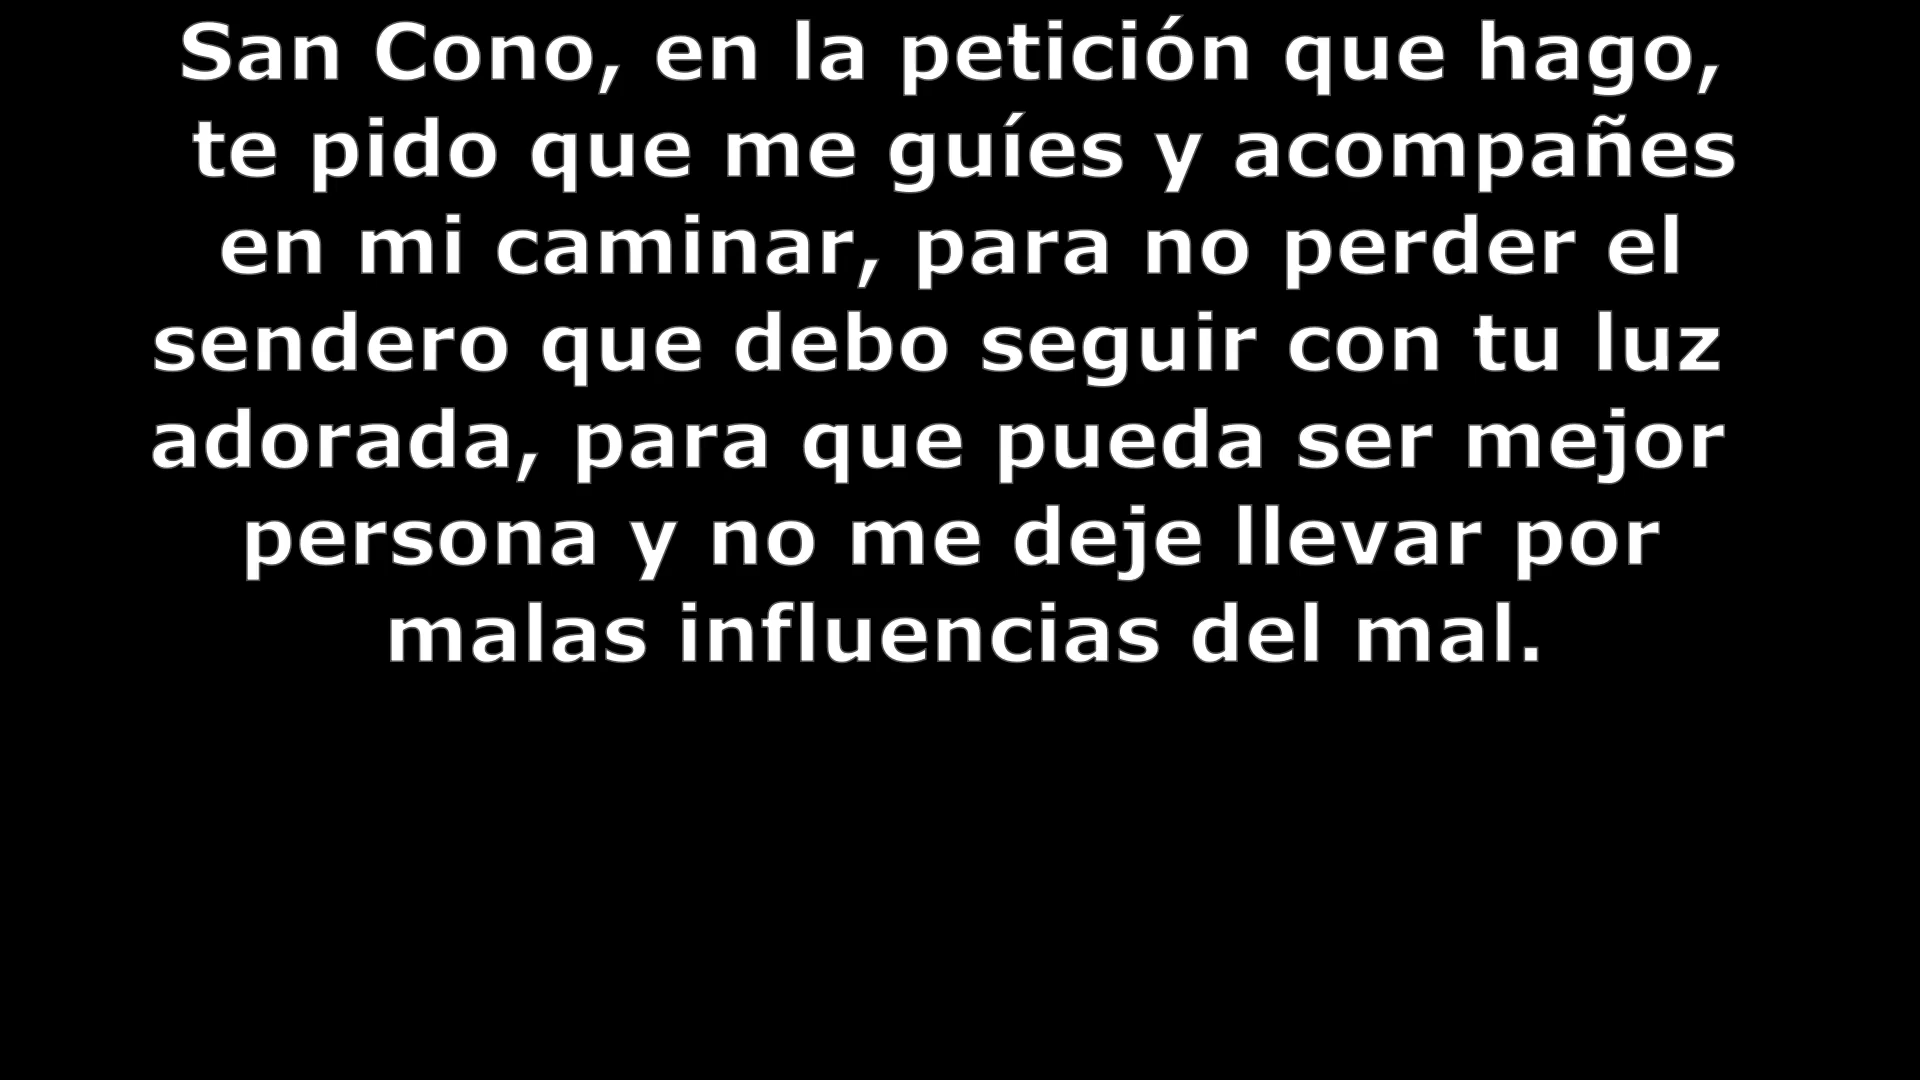 San Cono, en la petición que hago,
te pido que me guíes y acompañes
en mi caminar, para no perder el
sendero que debo seguir con tu luz
adorada, para que pueda ser mejor
persona y no me deje llevar por
malas influencias del mal.